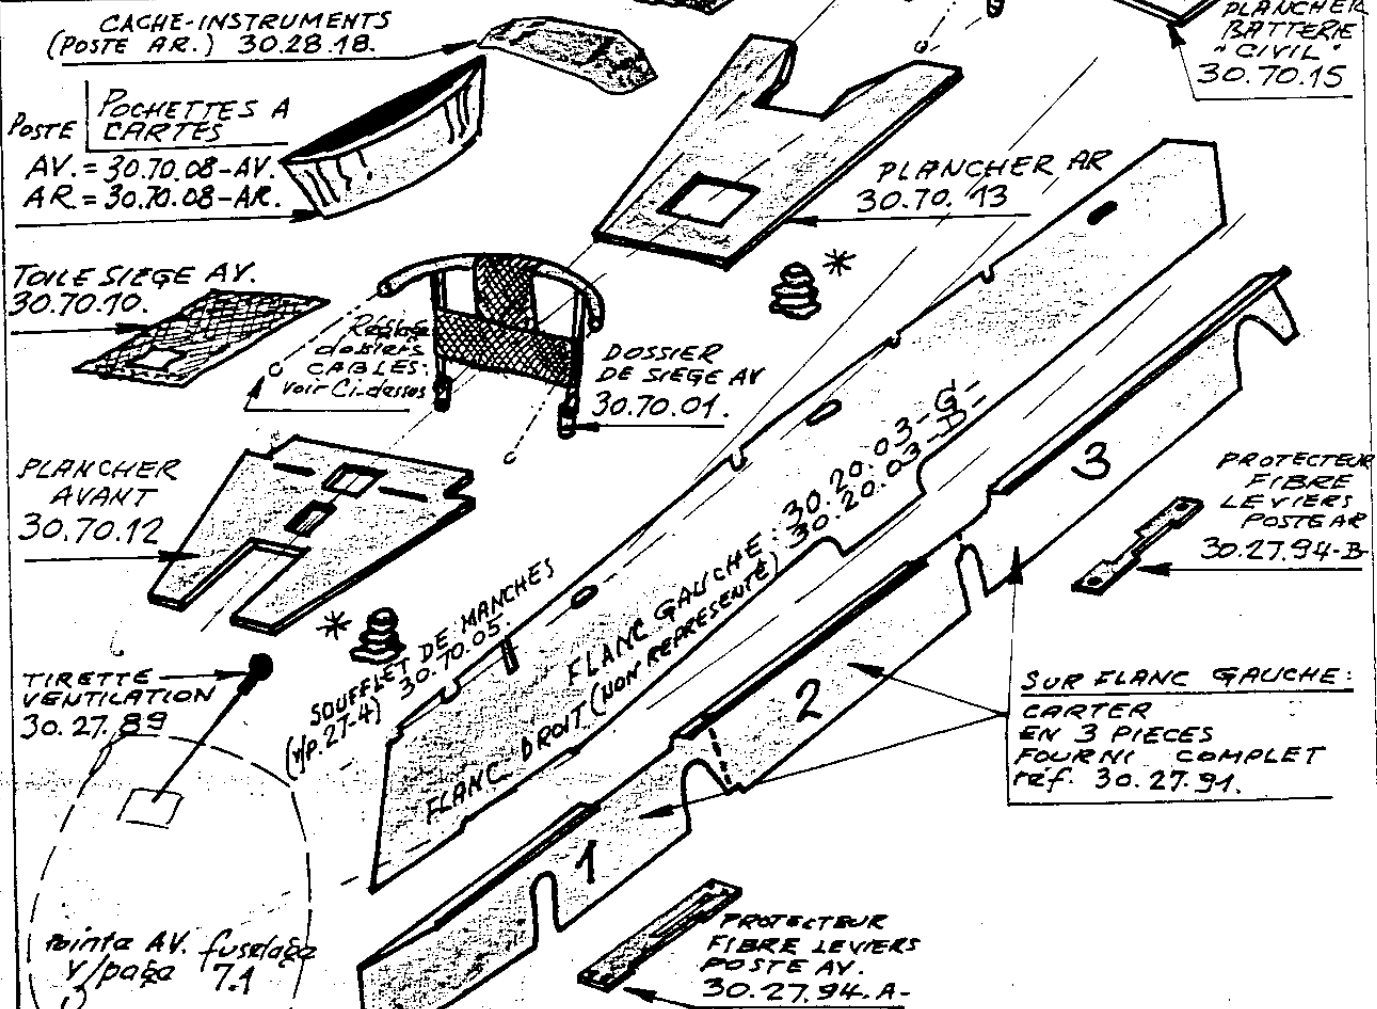 CACHE-INSTRUMENTS
(POSTE AR.) 30.28.18.
PLANCHER
BATTERIE
"CIVIL"
30.70.15
POSTE
POCHETTES A
CARTES
AV. = 30.70.08-AV.
AR. = 30.70.08-AR.
PLANCHER AR
30.70.13
TOILE SIEGE AV.
30.70.10.
Réglage
dossiers
CABLES:
voir Ci-dessus
DOSSIER
DE SIEGE AV
30.70.01.
PLANCHER
AVANT
30.70.12
*
*
SOUFFLET DE MANCHES
(V/p. 27-4) 30.70.05.
FLANC GAUCHE: 30.20.03-G-
FLANC DROIT (NON REPRESENTÉ) 30.20.03-D-
3
2
1
PROTECTEUR
FIBRE
LEVIERS
POSTE AR
30.27.94-B-
TIRETTE
VENTILATION
30.27.89
SUR FLANC GAUCHE:
CARTER
EN 3 PIECES
FOURNI COMPLET
réf. 30.27.91.
Pointe AV. fuselage
V/page 7.1
PROTECTEUR
FIBRE LEVIERS
POSTE AV.
30.27.94.A-